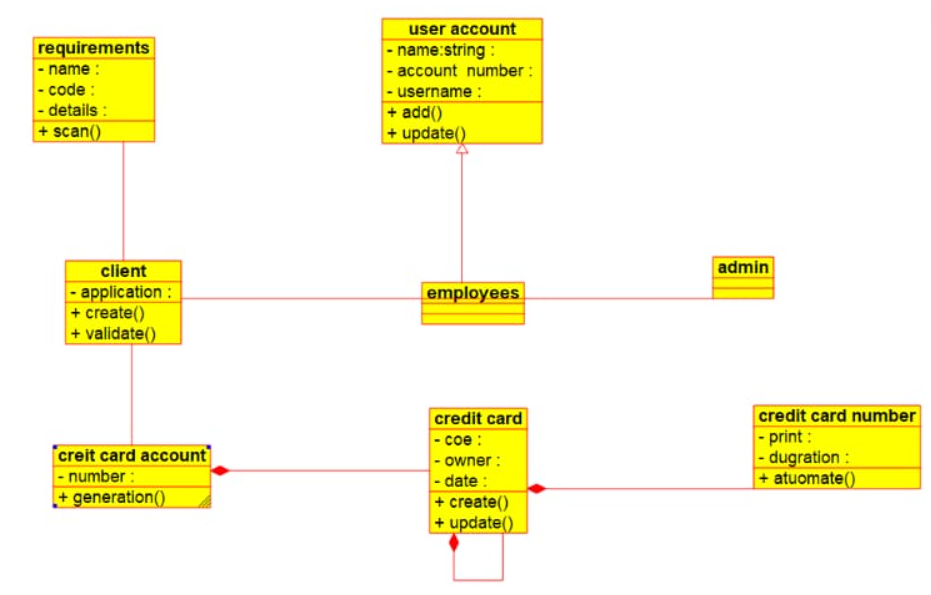 requirements
- name :
- code :
- details :
+ scan()
user account
- name:string :
- account number :
- username :
+ add()
+ update()
client
- application :
+ create()
+ validate()
employees
admin
creit card account
- number :
+ generation()
credit card
- coe :
- owner :
- date :
+ create()
+ update()
credit card number
- print :
- dugration :
+ atuomate()